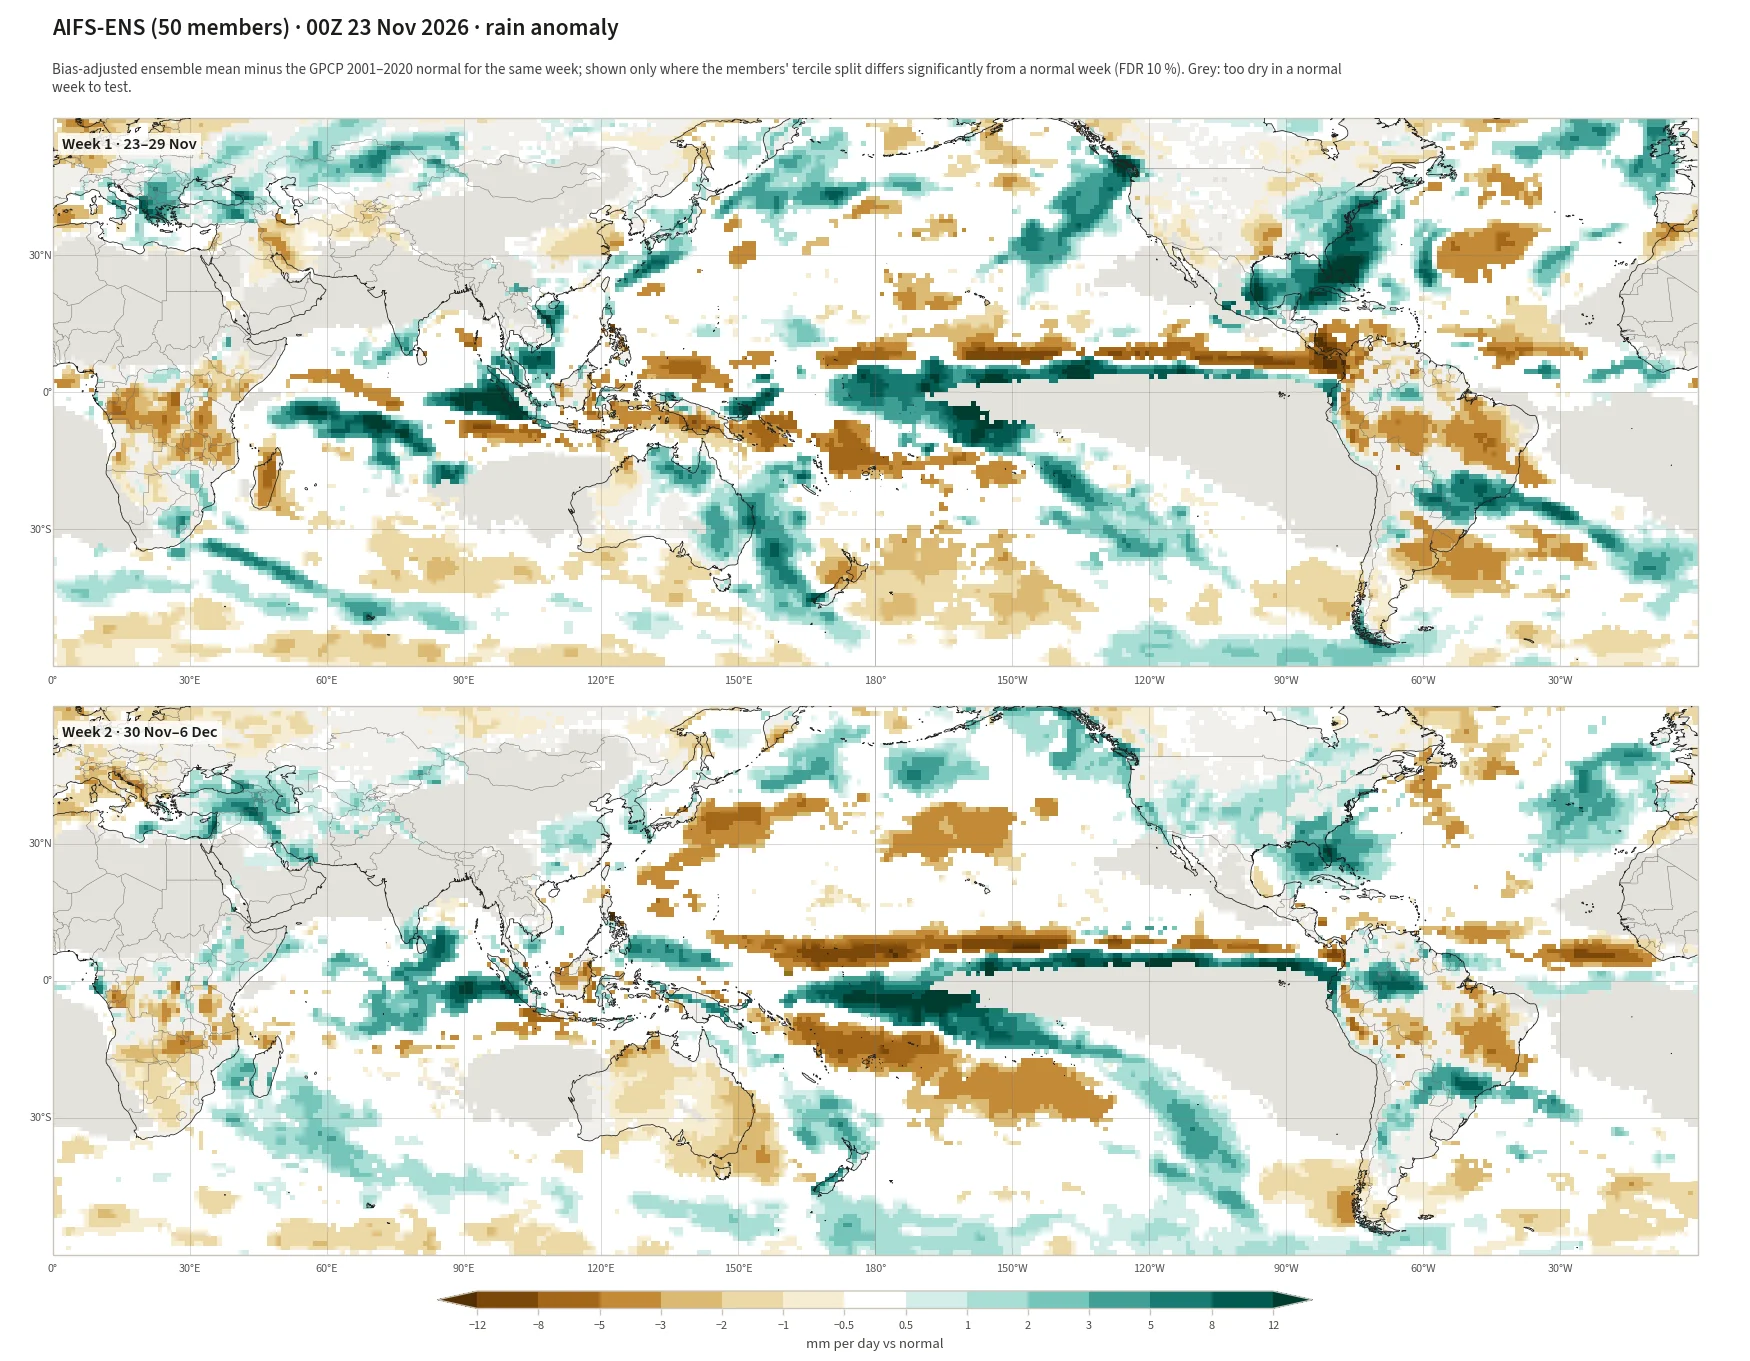 AIFS-ENS (50 members) · 00Z 23 Nov 2026 · rain anomaly
Bias-adjusted ensemble mean minus the GPCP 2001–2020 normal for the same week; shown only where the members' tercile split differs significantly from a normal week (FDR 10 %). Grey: too dry in a normal
week to test.
Week 1 · 23–29 Nov
30°N
0°
30°S
0° 30°E 60°E 90°E 120°E 150°E 180° 150°W 120°W 90°W 60°W 30°W
Week 2 · 30 Nov–6 Dec
30°N
0°
30°S
0° 30°E 60°E 90°E 120°E 150°E 180° 150°W 120°W 90°W 60°W 30°W
−12 −8 −5 −3 −2 −1 −0.5 0.5 1 2 3 5 8 12
mm per day vs normal